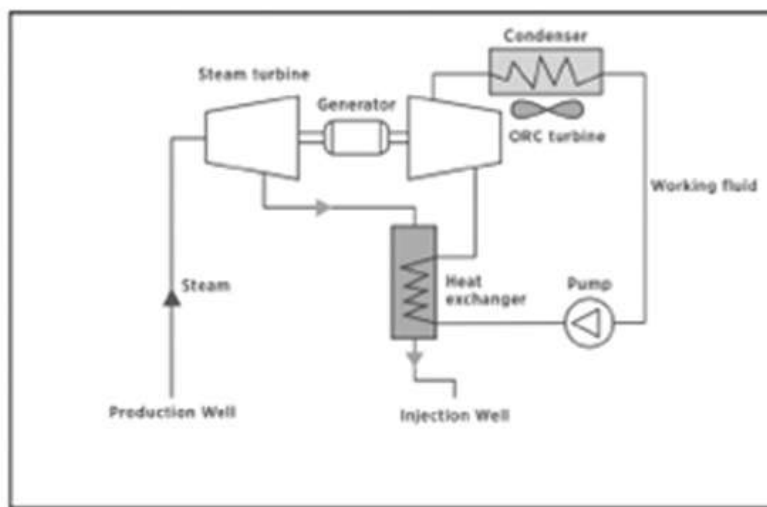 Condenser
Steam turbine
Generator
ORC turbine
Working fluid
Steam
Heat
exchanger
Pump
Production Well
Injection Well